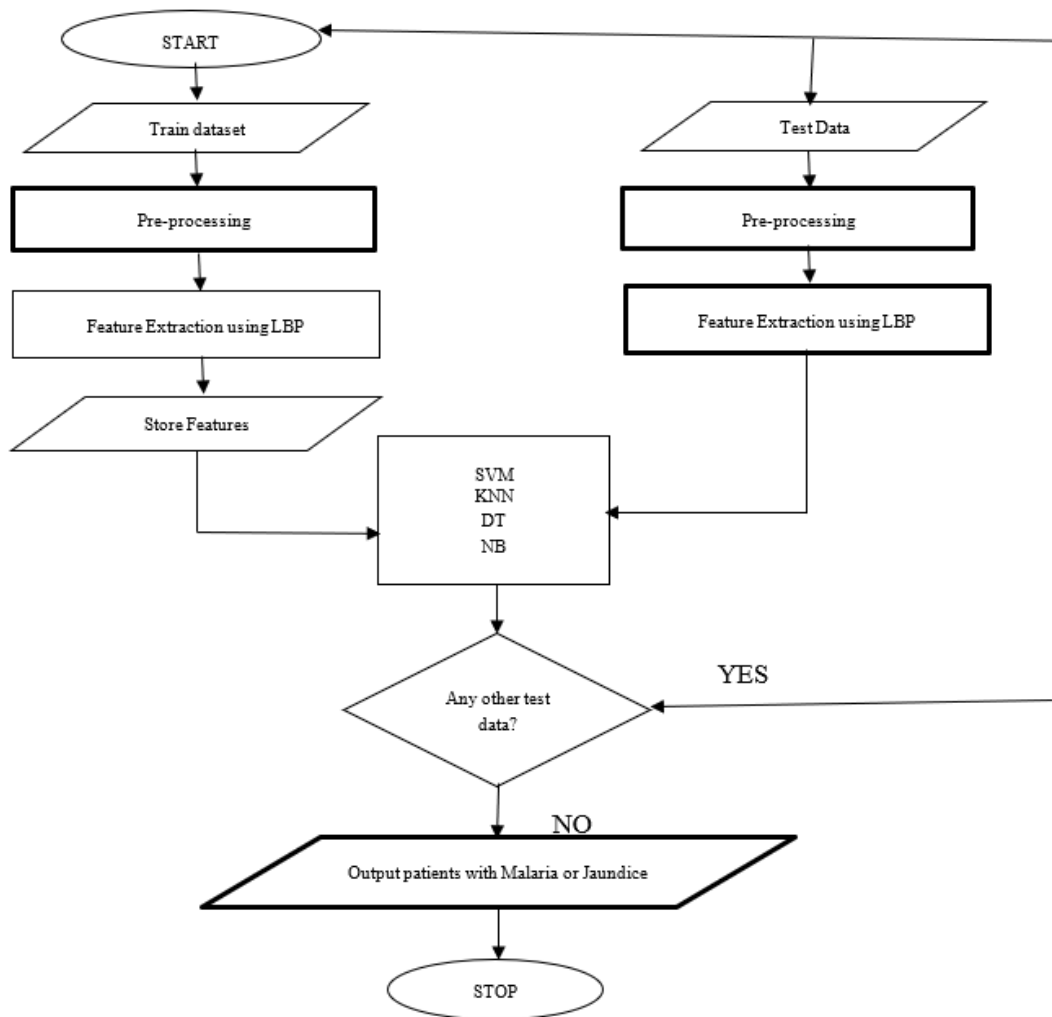 START
Train dataset
Test Data
Pre-processing
Pre-processing
Feature Extraction using LBP
Feature Extraction using LBP
Store Features
SVM
KNN
DT
NB
Any other test
data?
YES
NO
Output patients with Malaria or Jaundice
STOP